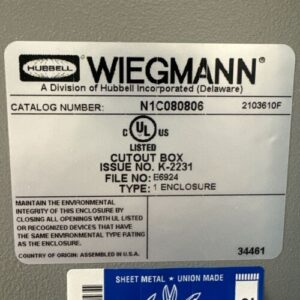 HUBBELL WIEGMANN®
A Division of Hubbell Incorporated (Delaware)
CATALOG NUMBER: N1C080806 2103610F
C UL US
LISTED
CUTOUT BOX
ISSUE NO. K-2231
FILE NO: E6924
TYPE: 1 ENCLOSURE
MAINTAIN THE ENVIRONMENTAL
INTEGRITY OF THIS ENCLOSURE BY
CLOSING ALL OPENINGS WITH UL LISTED
OR RECOGNIZED DEVICES THAT HAVE
THE SAME ENVIRONMENTAL TYPE RATING
AS THE ENCLOSURE.
COUNTRY OF ORIGIN: ASSEMBLED IN U.S.A. 34461
SHEET METAL • UNION MADE